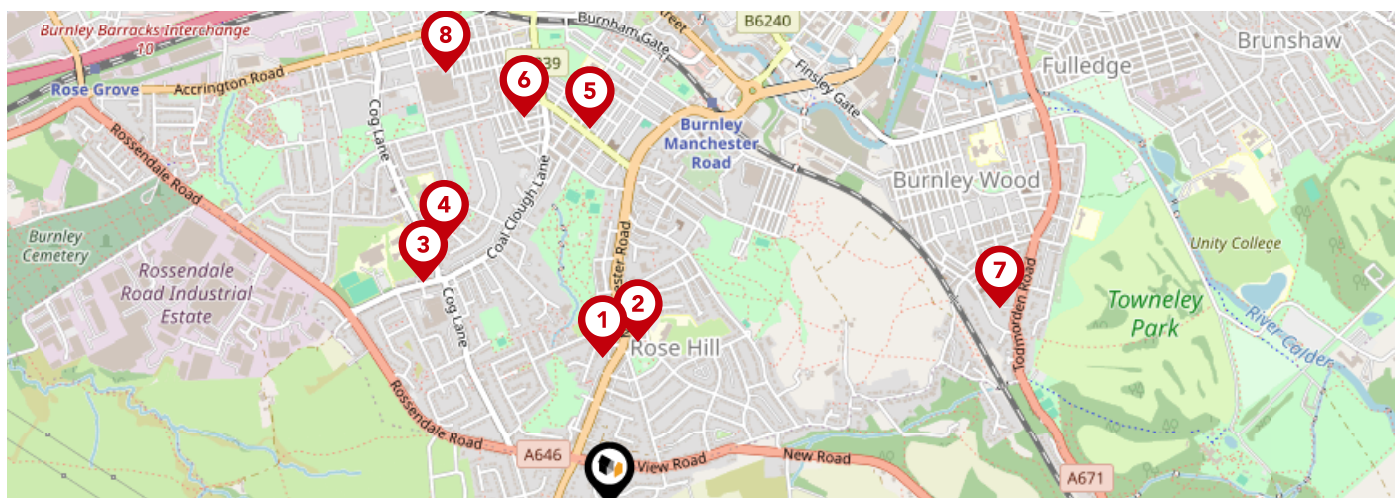 Burnley Barracks Interchange
10
Rose Grove
Accrington Road
8
Burnham Gate
B6240
Finsley Gate
Fulledge
Brunshaw
6
39
5
Cog Lane
Burnley
Manchester
Road
Rossendale Road
Burnley Wood
Coal Clough Lane
4
3
Burnley
Cemetery
Rossendale
Road Industrial
Estate
Unity College
7
Towneley
Park
Todmorden Road
River Calder
ster Road
Cog Lane
1
2
Rose Hill
Rossendale Road
A646
View Road
New Road
A671